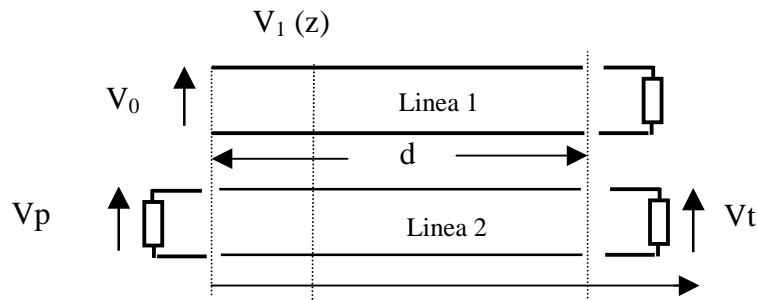 V₁ (z)
V₀
Linea 1
d
Vp
Linea 2
Vt